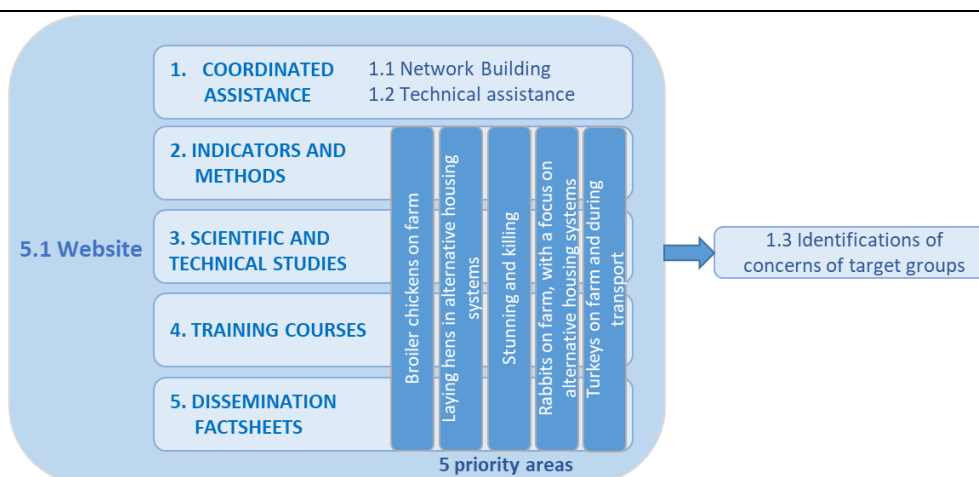 1. COORDINATED
ASSISTANCE
1.1 Network Building
1.2 Technical assistance
2. INDICATORS AND
METHODS
5.1 Website
3. SCIENTIFIC AND
TECHNICAL STUDIES
4. TRAINING COURSES
5. DISSEMINATION
FACTSHEETS
Broiler chickens on farm
Laying hens in alternative housing
systems
Stunning and killing
Rabbits on farm, with a focus on
alternative housing systems
Turkeys on farm and during
transport
5 priority areas
1.3 Identifications of
concerns of target groups